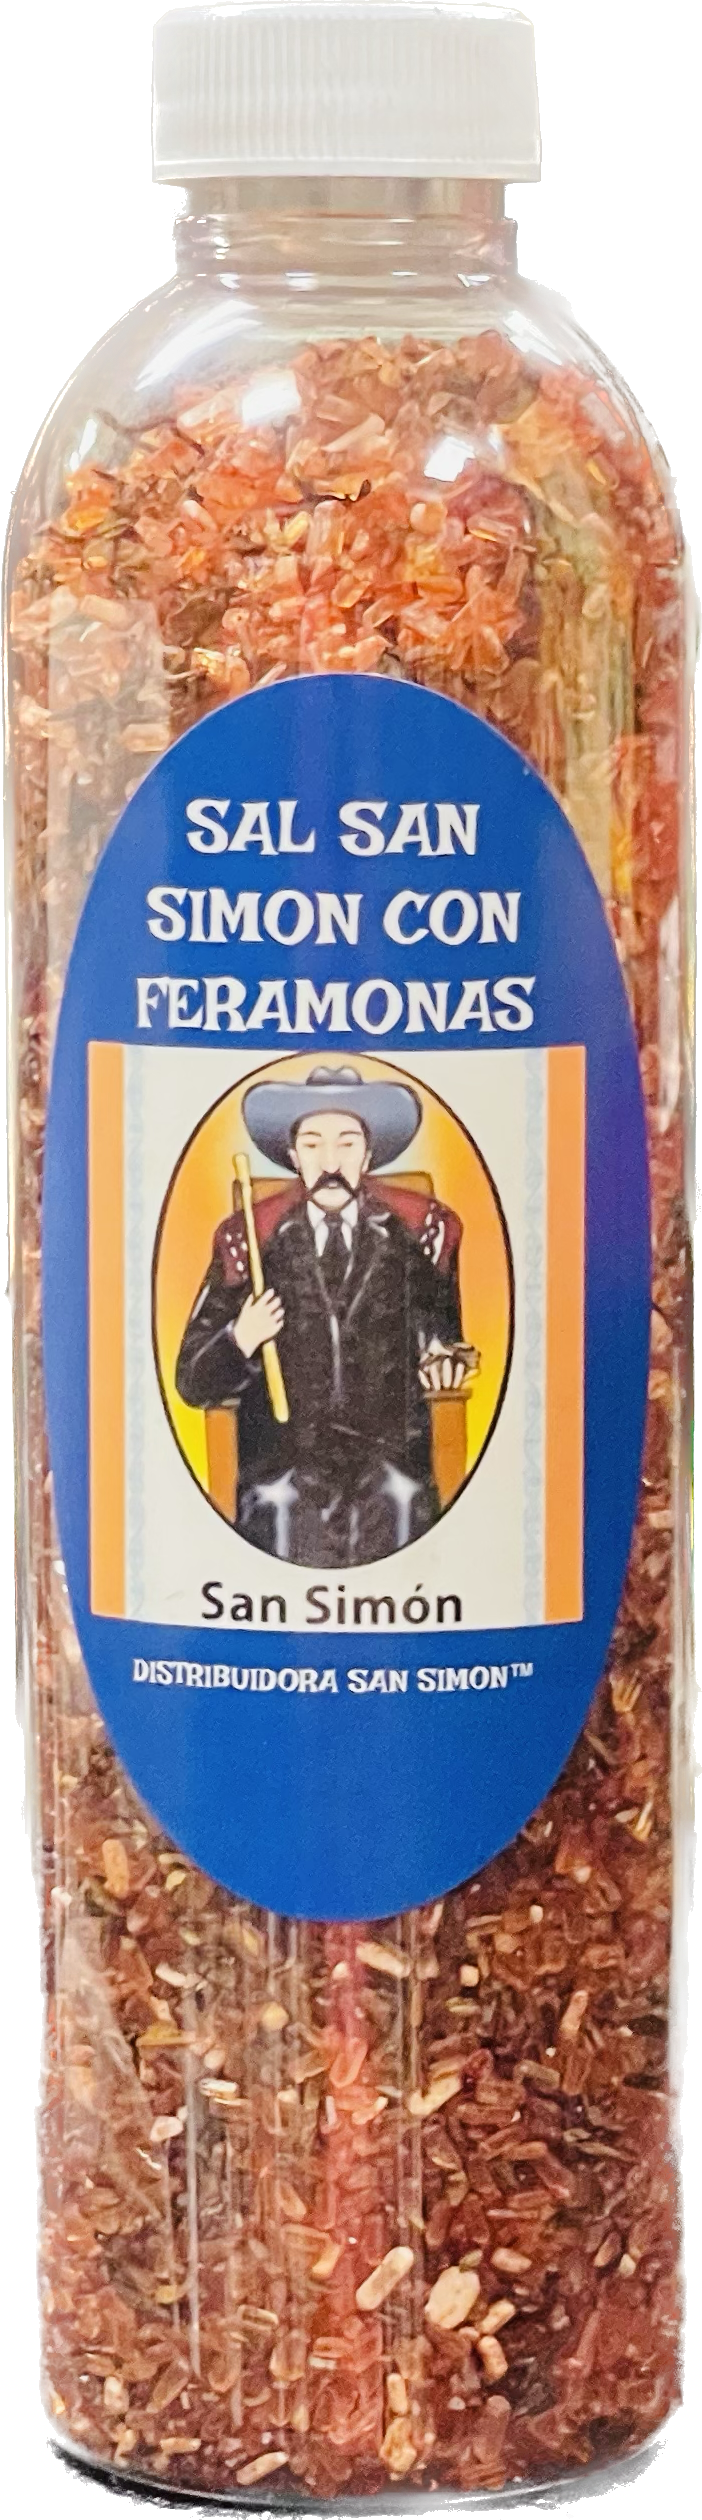 SAL SAN
SIMON CON
FERAMONAS
San Simón
DISTRIBUIDORA SAN SIMON™